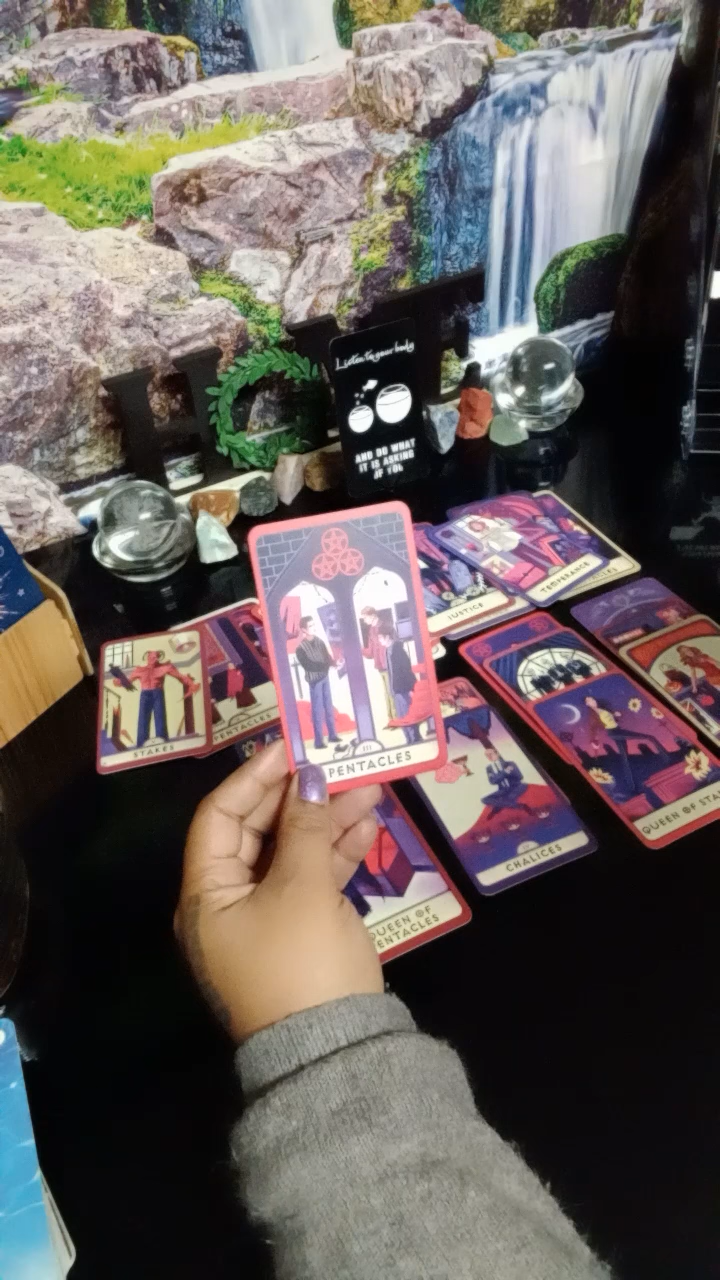 Listen to your body
AND DO WHAT
IT IS ASKING
OF YOU
JUSTICE
TEMPERANCE
STAKES
PENTACLES
III
PENTACLES
CHALICES
QUEEN OF STA
QUEEN OF
PENTACLES